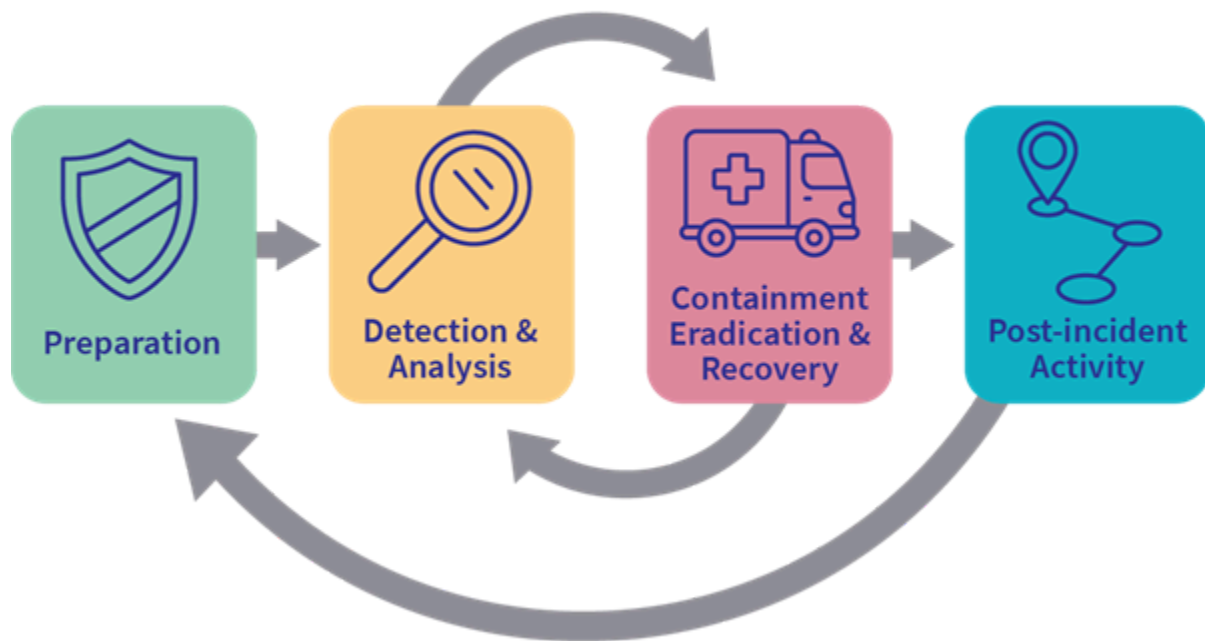 Preparation
Detection &
Analysis
Containment
Eradication &
Recovery
Post-incident
Activity